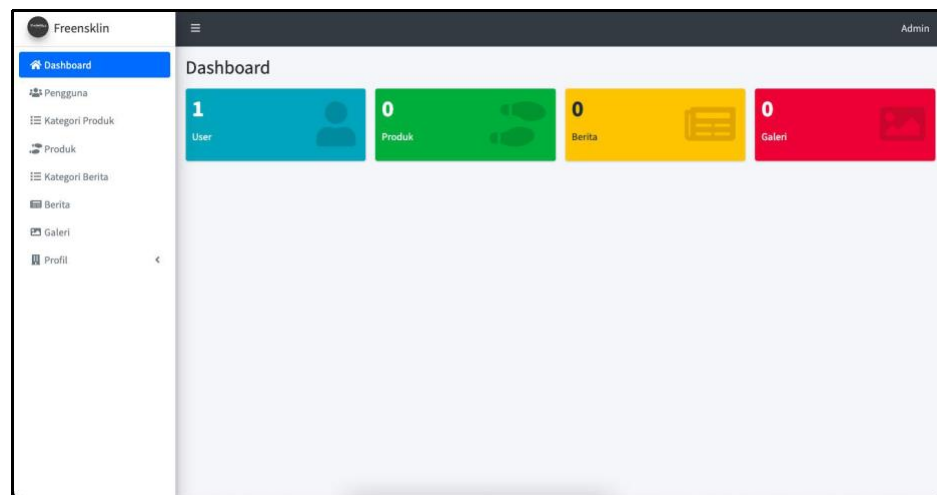 Freensklin
Admin
Dashboard
Pengguna
Kategori Produk
Produk
Kategori Berita
Berita
Galeri
Profil
Dashboard
1
User
0
Produk
0
Berita
0
Galeri